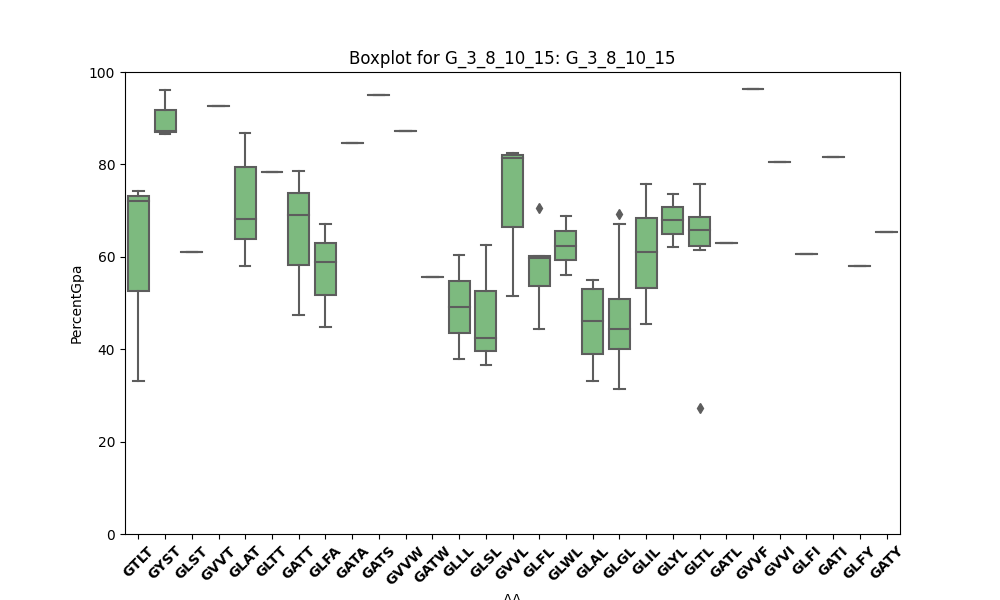 Boxplot for G_3_8_10_15: G_3_8_10_15
100
80
60
40
20
0
PercentGpa
GTLT GYST GLST GVVT GLAT GLTT GATT GLFA GATA GATS GVVW GATW GLLL GLSL GVVL GLFL GLWL GLAL GLGL GLIL GLYL GLTL GATL GVVF GVVI GLFI GATI GLFY GATY
AA